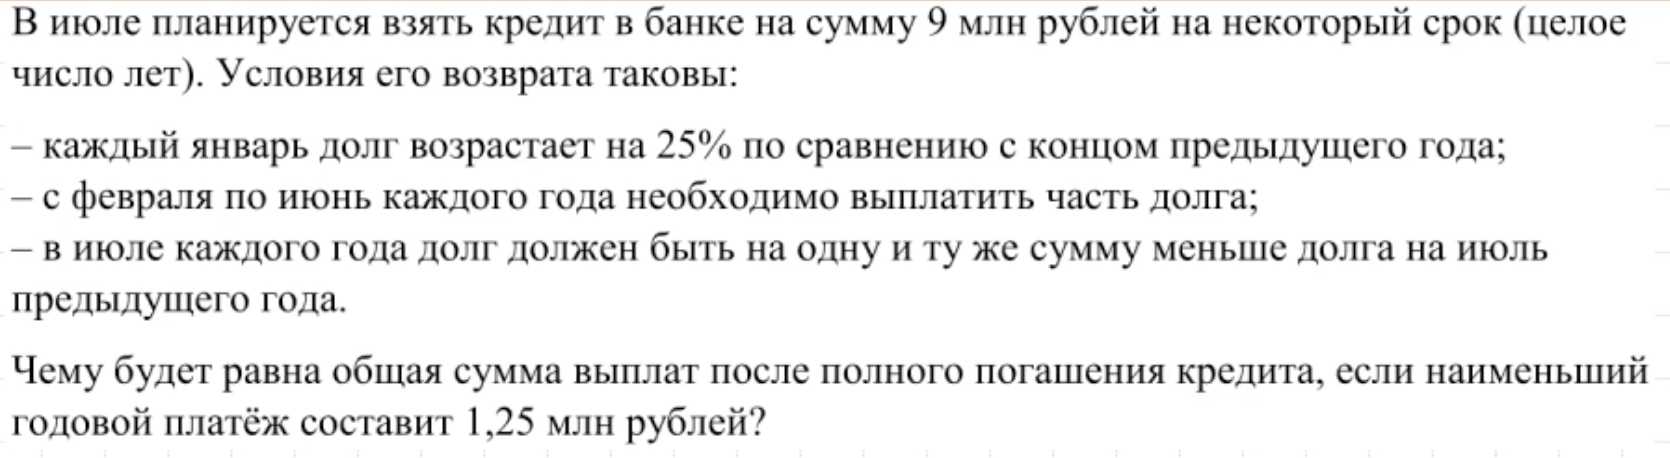 В июле планируется взять кредит в банке на сумму 9 млн рублей на некоторый срок (целое
число лет). Условия его возврата таковы:
– каждый январь долг возрастает на 25% по сравнению с концом предыдущего года;
– с февраля по июнь каждого года необходимо выплатить часть долга;
– в июле каждого года долг должен быть на одну и ту же сумму меньше долга на июль
предыдущего года.
Чему будет равна общая сумма выплат после полного погашения кредита, если наименьший
годовой платёж составит 1,25 млн рублей?